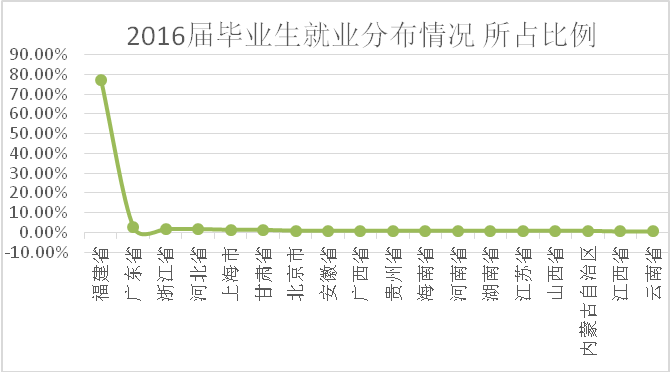 2016届毕业生就业分布情况 所占比例
90.00%
80.00%
70.00%
60.00%
50.00%
40.00%
30.00%
20.00%
10.00%
0.00%
-10.00%
福建省
广东省
浙江省
河北省
上海市
甘肃省
北京市
安徽省
广西省
贵州省
海南省
河南省
湖南省
江苏省
山西省
内蒙古自治区
江西省
云南省